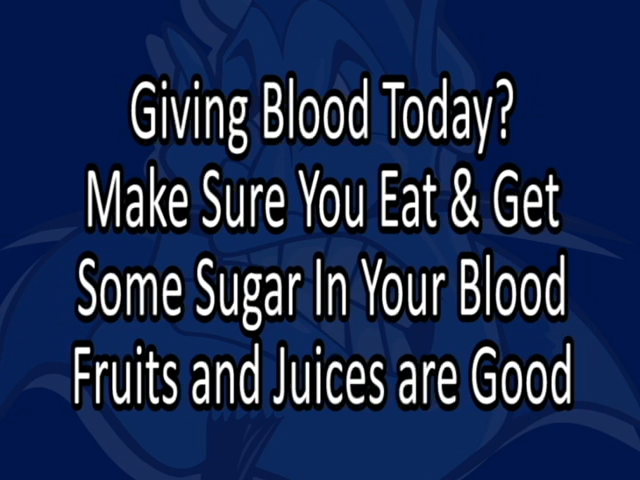 Giving Blood Today?
Make Sure You Eat & Get
Some Sugar In Your Blood
Fruits and Juices are Good